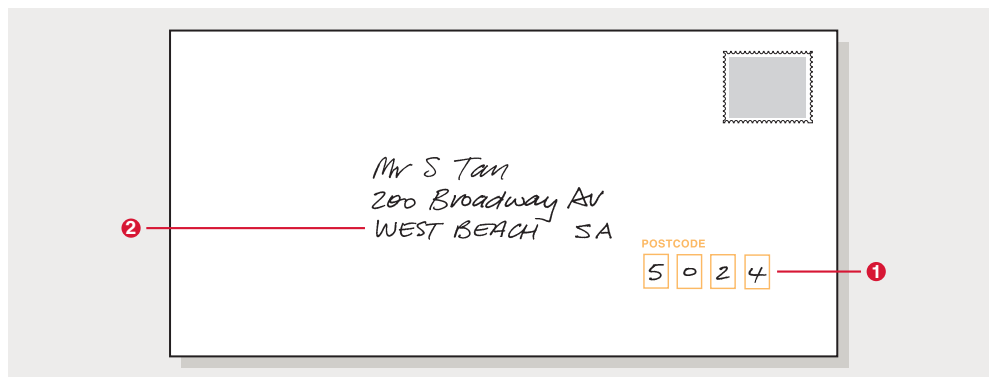 Mr S Tan
200 Broadway Av
2 WEST BEACH SA
POSTCODE
5 0 2 4 1